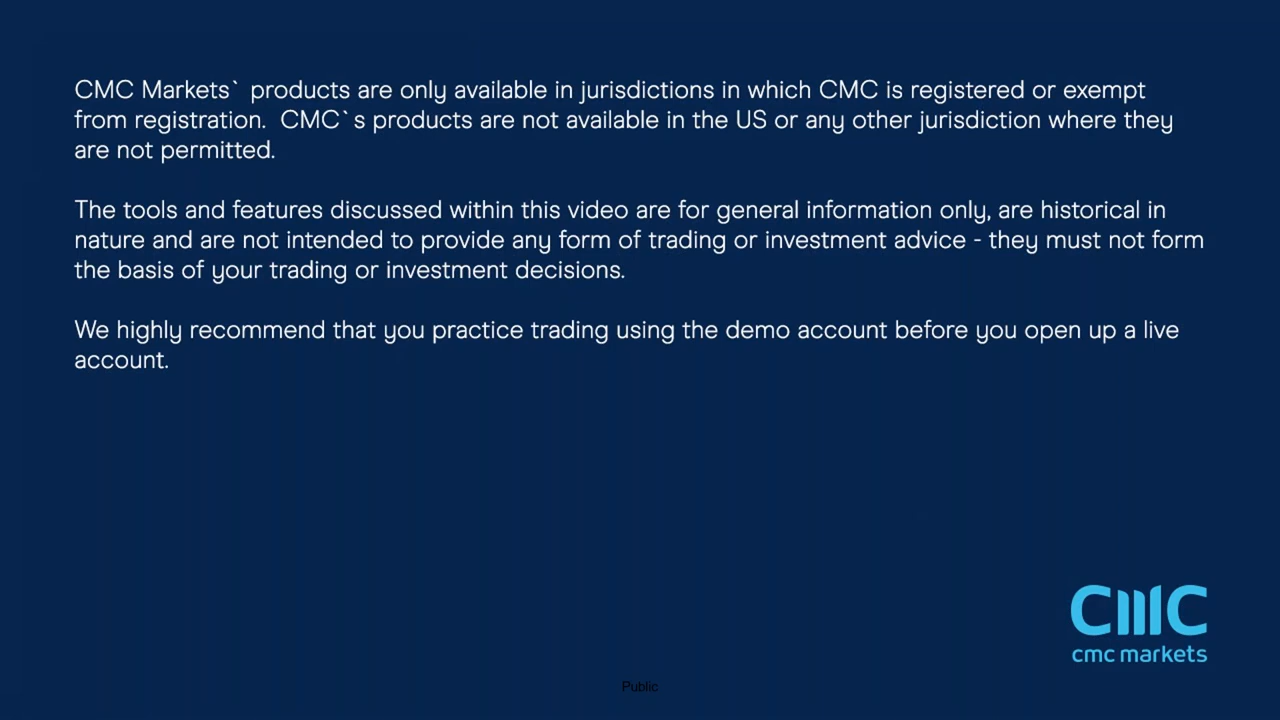 CMC Markets` products are only available in jurisdictions in which CMC is registered or exempt
from registration.  CMC`s products are not available in the US or any other jurisdiction where they
are not permitted.
The tools and features discussed within this video are for general information only, are historical in
nature and are not intended to provide any form of trading or investment advice - they must not form
the basis of your trading or investment decisions.
We highly recommend that you practice trading using the demo account before you open up a live
account.
CMC
cmc markets
Public